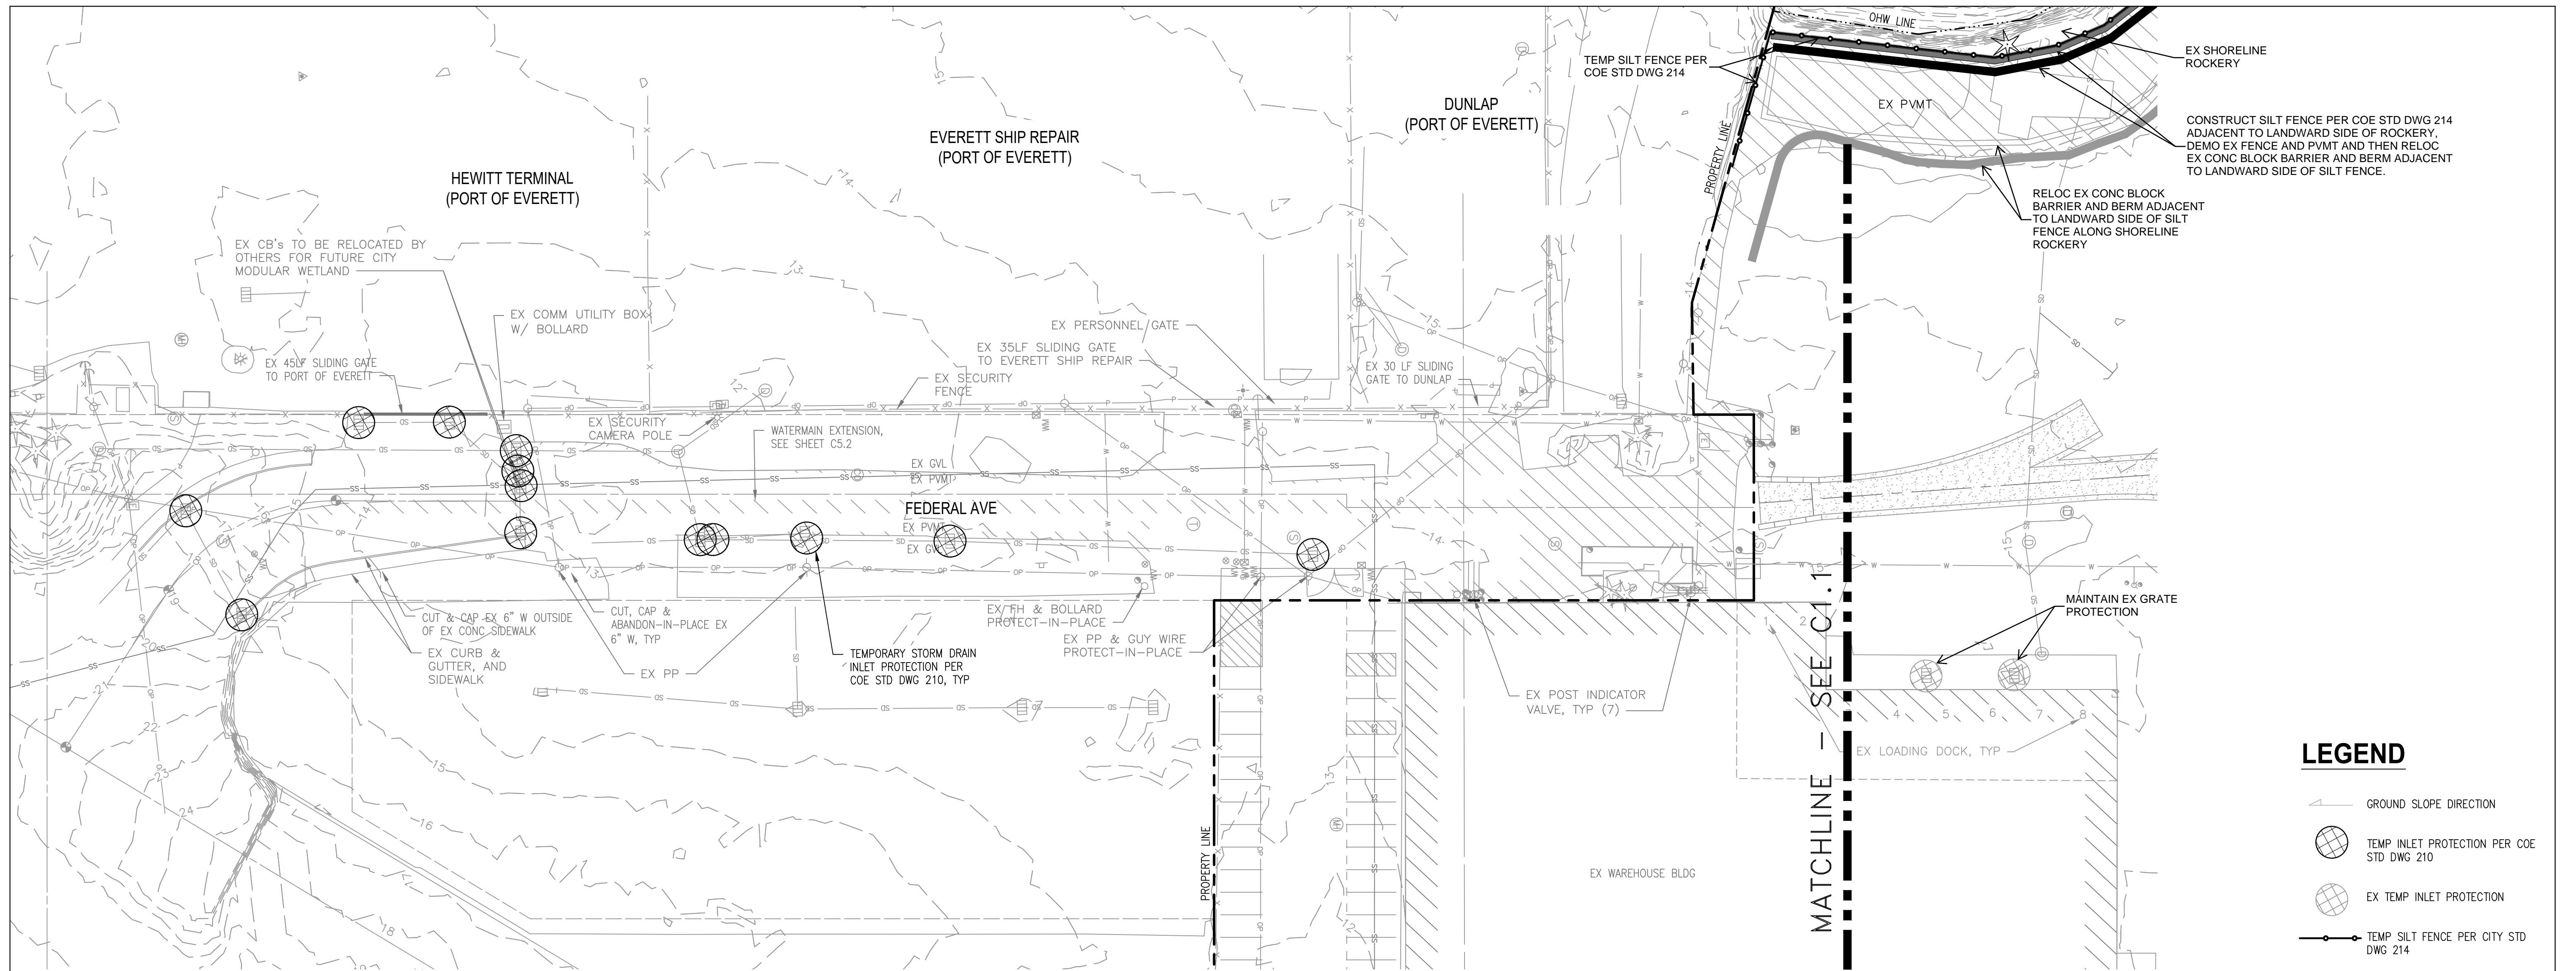 OHW LINE
TEMP SILT FENCE PER
COE STD DWG 214
EX SHORELINE
ROCKERY
EX PVMT
DUNLAP
(PORT OF EVERETT)
EVERETT SHIP REPAIR
(PORT OF EVERETT)
HEWITT TERMINAL
(PORT OF EVERETT)
PROPERTY LINE
CONSTRUCT SILT FENCE PER COE STD DWG 214
ADJACENT TO LANDWARD SIDE OF ROCKERY,
DEMO EX FENCE AND PVMT AND THEN RELOC
EX CONC BLOCK BARRIER AND BERM ADJACENT
TO LANDWARD SIDE OF SILT FENCE.
RELOC EX CONC BLOCK
BARRIER AND BERM ADJACENT
TO LANDWARD SIDE OF SILT
FENCE ALONG SHORELINE
ROCKERY
EX CB's TO BE RELOCATED BY
OTHERS FOR FUTURE CITY
MODULAR WETLAND
EX COMM UTILITY BOX
W/ BOLLARD
EX PERSONNEL GATE
EX 35LF SLIDING GATE
TO EVERETT SHIP REPAIR
EX 45LF SLIDING GATE
TO PORT OF EVERETT
EX SECURITY
FENCE
EX 30 LF SLIDING
GATE TO DUNLAP
EX SECURITY
CAMERA POLE
WATERMAIN EXTENSION,
SEE SHEET C5.2
EX GVL
EX PVMT
FEDERAL AVE
EX PVMT
EX GVL
CUT & CAP EX 6" W OUTSIDE
OF EX CONC SIDEWALK
CUT, CAP &
ABANDON-IN-PLACE EX
6" W, TYP
EX CURB &
GUTTER, AND
SIDEWALK
EX PP
TEMPORARY STORM DRAIN
INLET PROTECTION PER
COE STD DWG 210, TYP
EX FH & BOLLARD
PROTECT-IN-PLACE
EX PP & GUY WIRE
PROTECT-IN-PLACE
EX POST INDICATOR
VALVE, TYP (7)
MAINTAIN EX GRATE
PROTECTION
1 2
4 5 6 7 8
EX LOADING DOCK, TYP
EX WAREHOUSE BLDG
PROPERTY LINE
MATCHLINE - SEE C1.1
LEGEND
GROUND SLOPE DIRECTION
TEMP INLET PROTECTION PER COE
STD DWG 210
EX TEMP INLET PROTECTION
TEMP SILT FENCE PER CITY STD
DWG 214